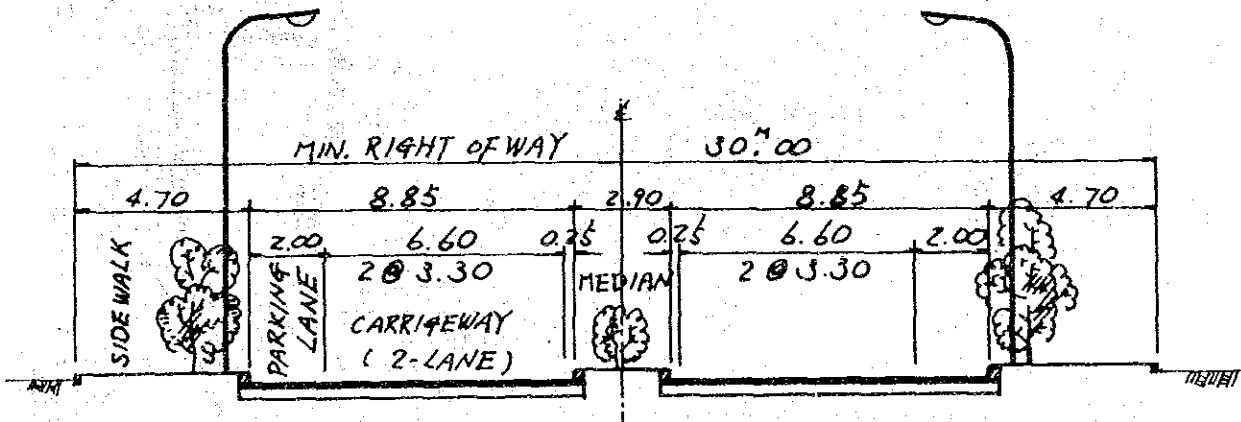 ℄
MIN. RIGHT OF WAY 30.ᴹ00
4.70 8.85 2.90 8.85 4.70
2.00 6.60 0.25 0.25 6.60 2.00
2 @ 3.30 MEDIAN 2 @ 3.30
SIDEWALK
PARKING
LANE
CARRIGEWAY
( 2-LANE )